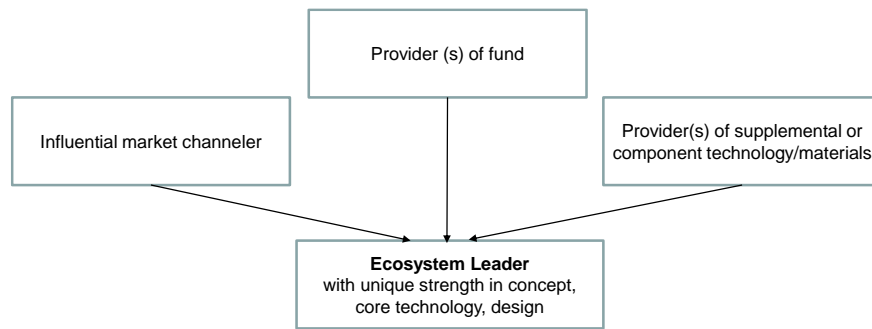 Provider (s) of fund
Influential market channeler
Provider(s) of supplemental or
component technology/materials
Ecosystem Leader
with unique strength in concept,
core technology, design